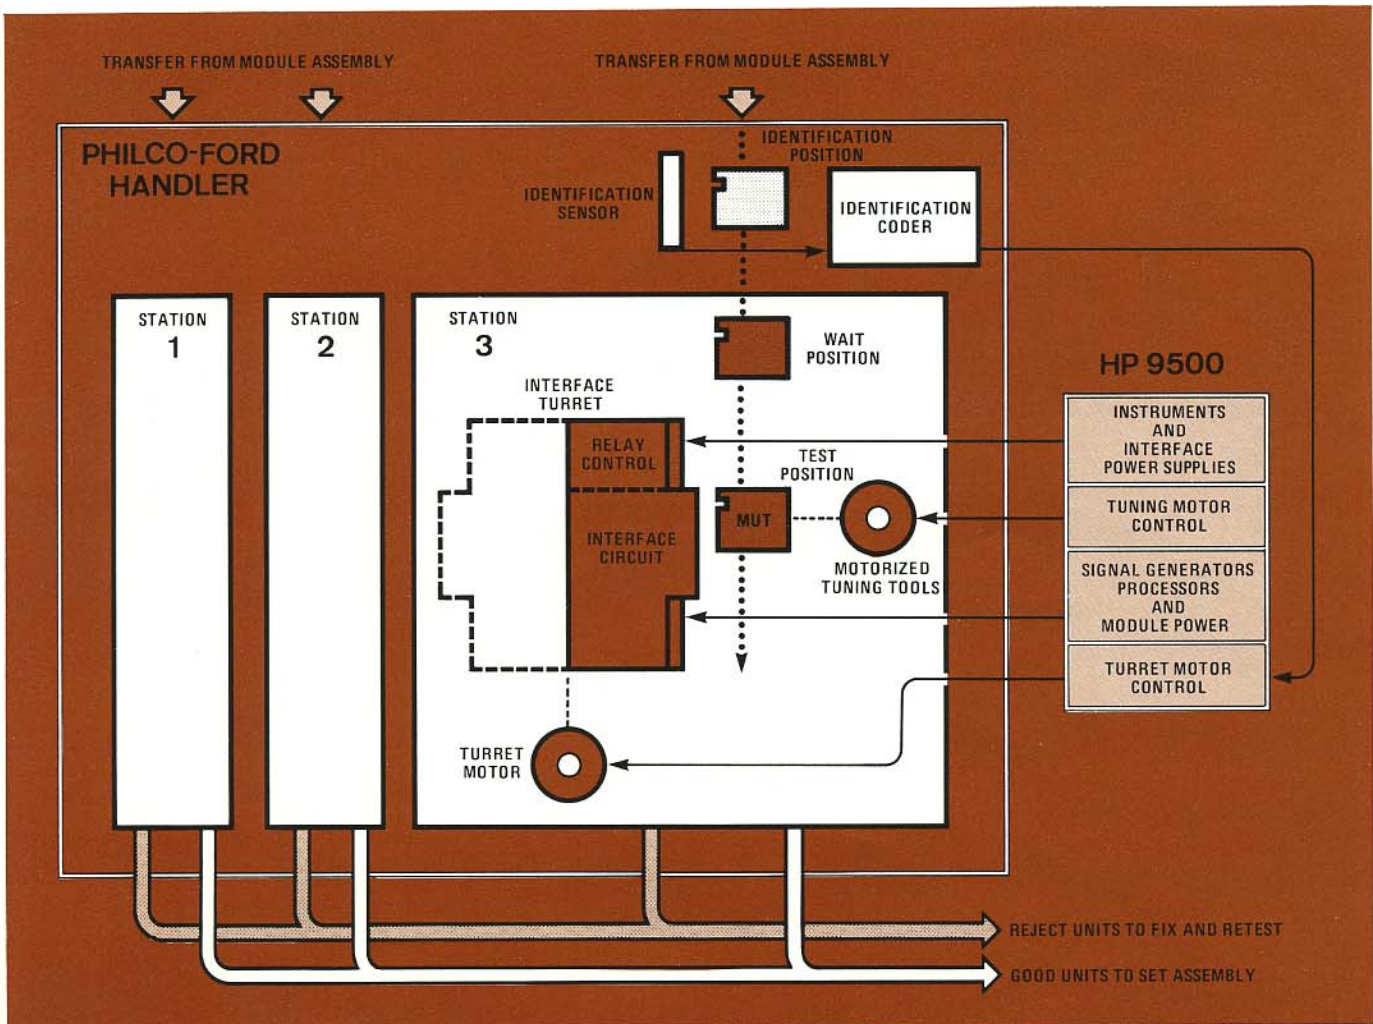 TRANSFER FROM MODULE ASSEMBLY
TRANSFER FROM MODULE ASSEMBLY
PHILCO-FORD
HANDLER
IDENTIFICATION
POSITION
IDENTIFICATION
SENSOR
IDENTIFICATION
CODER
STATION
1
STATION
2
STATION
3
WAIT
POSITION
INTERFACE
TURRET
RELAY
CONTROL
TEST
POSITION
MUT
INTERFACE
CIRCUIT
MOTORIZED
TUNING TOOLS
TURRET
MOTOR
HP 9500
INSTRUMENTS
AND
INTERFACE
POWER SUPPLIES
TUNING MOTOR
CONTROL
SIGNAL GENERATORS
PROCESSORS
AND
MODULE POWER
TURRET MOTOR
CONTROL
REJECT UNITS TO FIX AND RETEST
GOOD UNITS TO SET ASSEMBLY